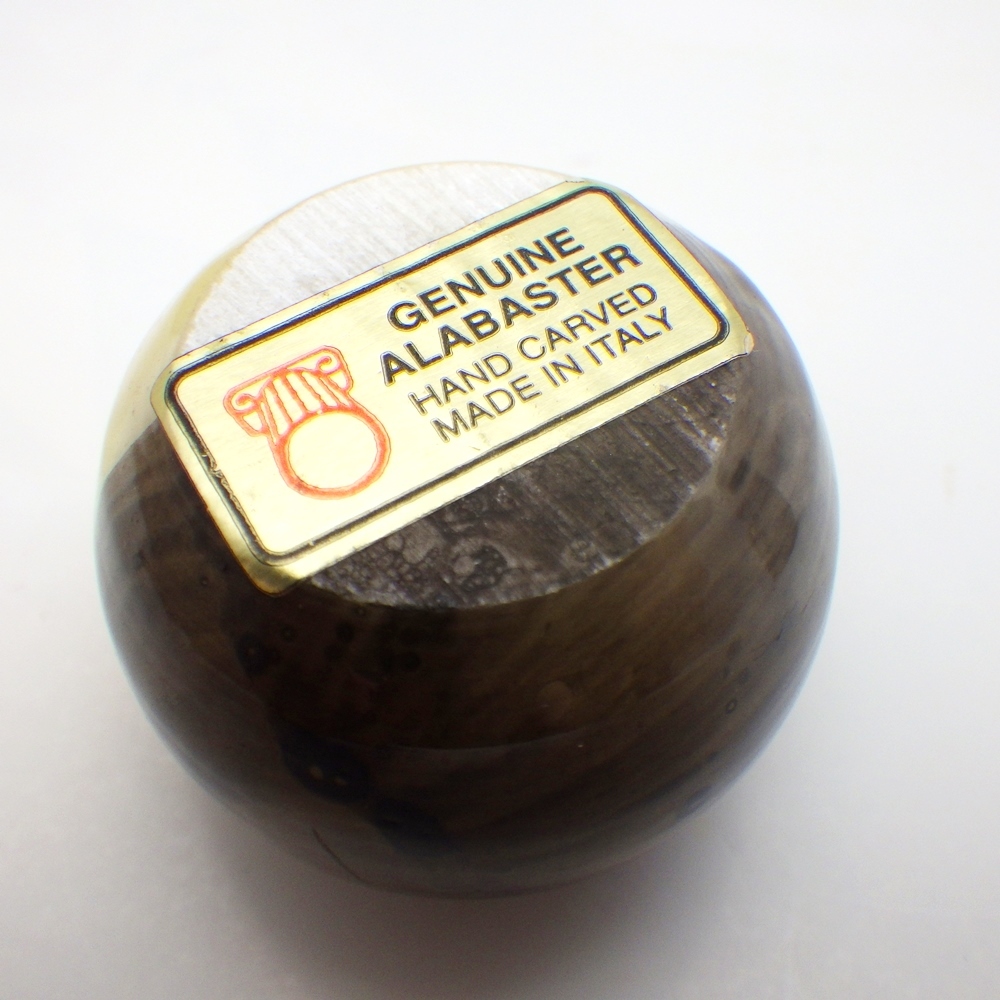 GENUINE
ALABASTER
HAND CARVED
MADE IN ITALY